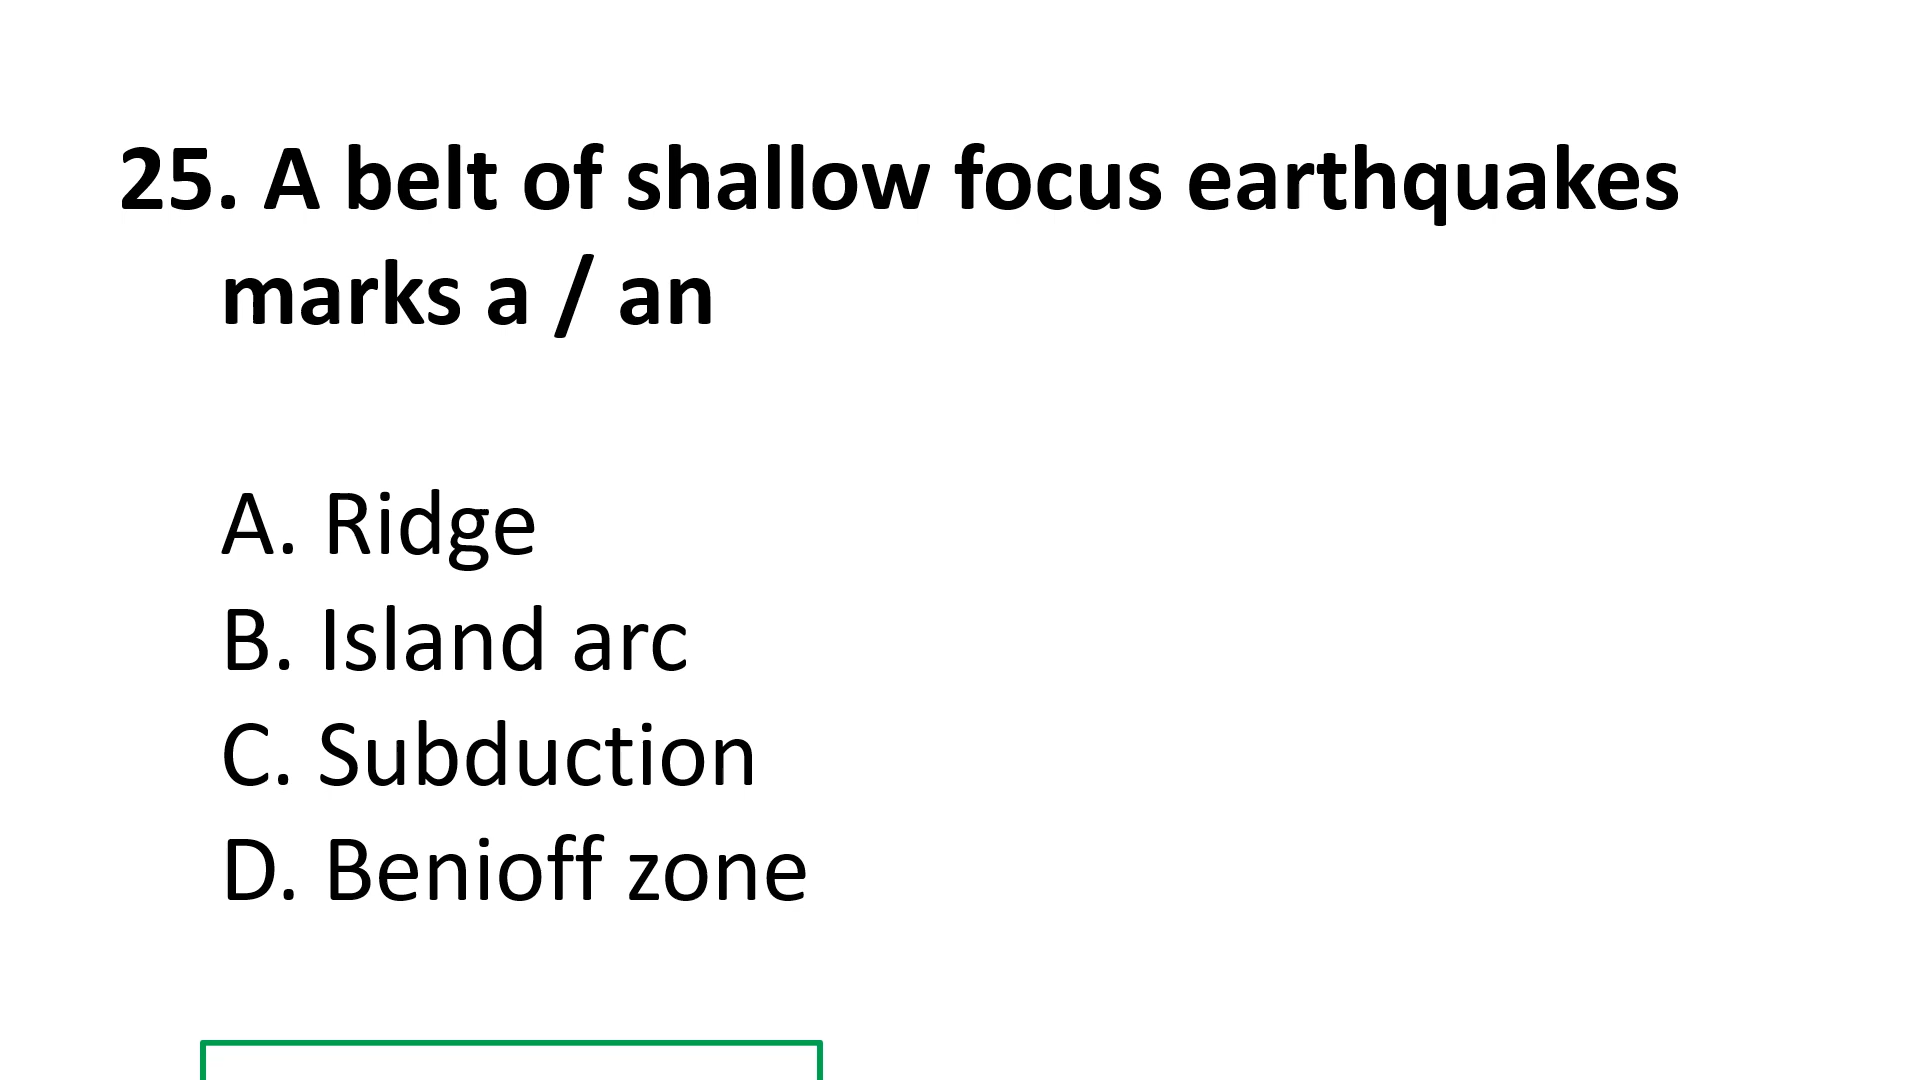 25. A belt of shallow focus earthquakes
marks a / an
A. Ridge
B. Island arc
C. Subduction
D. Benioff zone